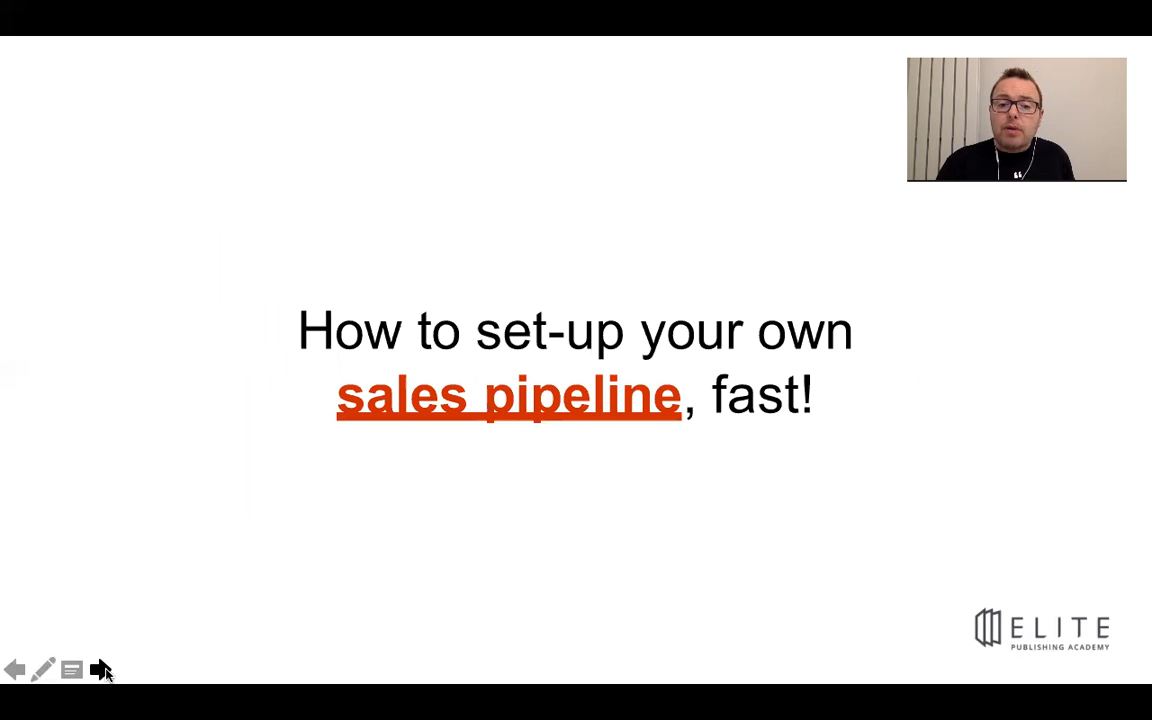 How to set-up your own
sales pipeline, fast!
ELITE
PUBLISHING ACADEMY